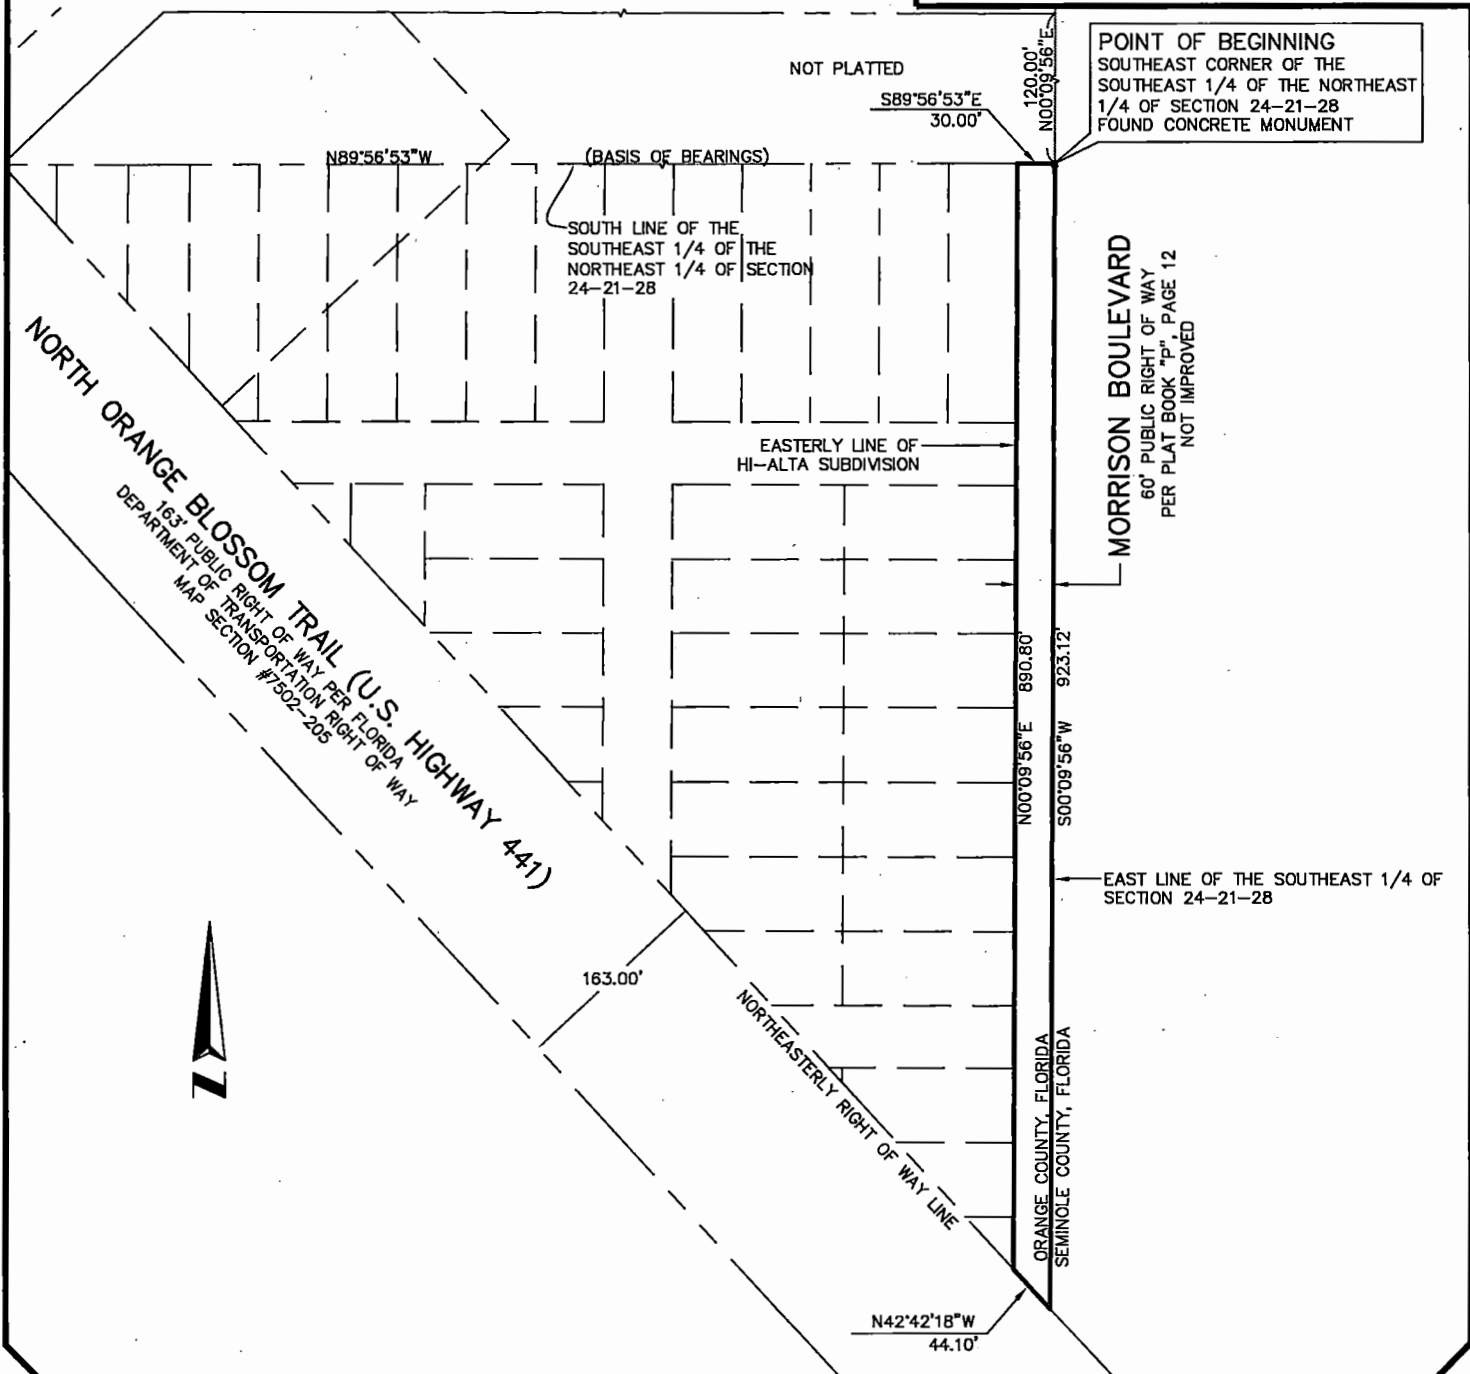 NOT PLATTED
S89°56'53"E
30.00'
120.00'
N00°09'56"E
POINT OF BEGINNING
SOUTHEAST CORNER OF THE
SOUTHEAST 1/4 OF THE NORTHEAST
1/4 OF SECTION 24-21-28
FOUND CONCRETE MONUMENT
N89°56'53"W
(BASIS OF BEARINGS)
SOUTH LINE OF THE
SOUTHEAST 1/4 OF THE
NORTHEAST 1/4 OF SECTION
24-21-28
MORRISON BOULEVARD
60' PUBLIC RIGHT OF WAY
PER PLAT BOOK "P", PAGE 12
NOT IMPROVED
NORTH ORANGE BLOSSOM TRAIL (U.S. HIGHWAY 441)
163' PUBLIC RIGHT OF WAY PER FLORIDA
DEPARTMENT OF TRANSPORTATION RIGHT OF WAY
MAP SECTION #7502-205
EASTERLY LINE OF
HI-ALTA SUBDIVISION
N00°09'56"E 890.80'
S00°09'56"W 923.12'
EAST LINE OF THE SOUTHEAST 1/4 OF
SECTION 24-21-28
163.00'
NORTHEASTERLY RIGHT OF WAY LINE
ORANGE COUNTY, FLORIDA
SEMINOLE COUNTY, FLORIDA
N
N42°42'18"W
44.10'